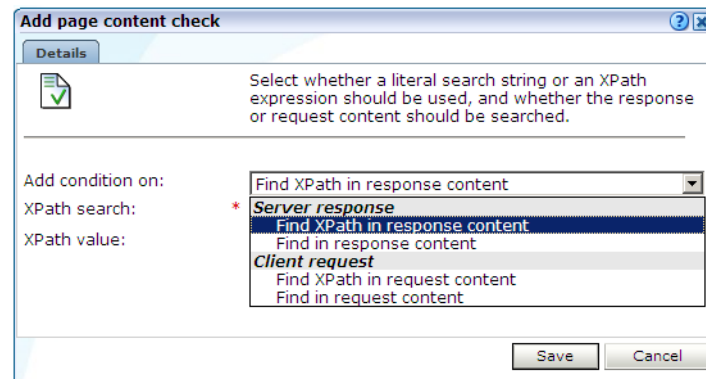 Add page content check
Details
Select whether a literal search string or an XPath
expression should be used, and whether the response
or request content should be searched.
Add condition on:
Find XPath in response content
XPath search: *
Server response
Find XPath in response content
XPath value:
Find in response content
Client request
Find XPath in request content
Find in request content
Save Cancel